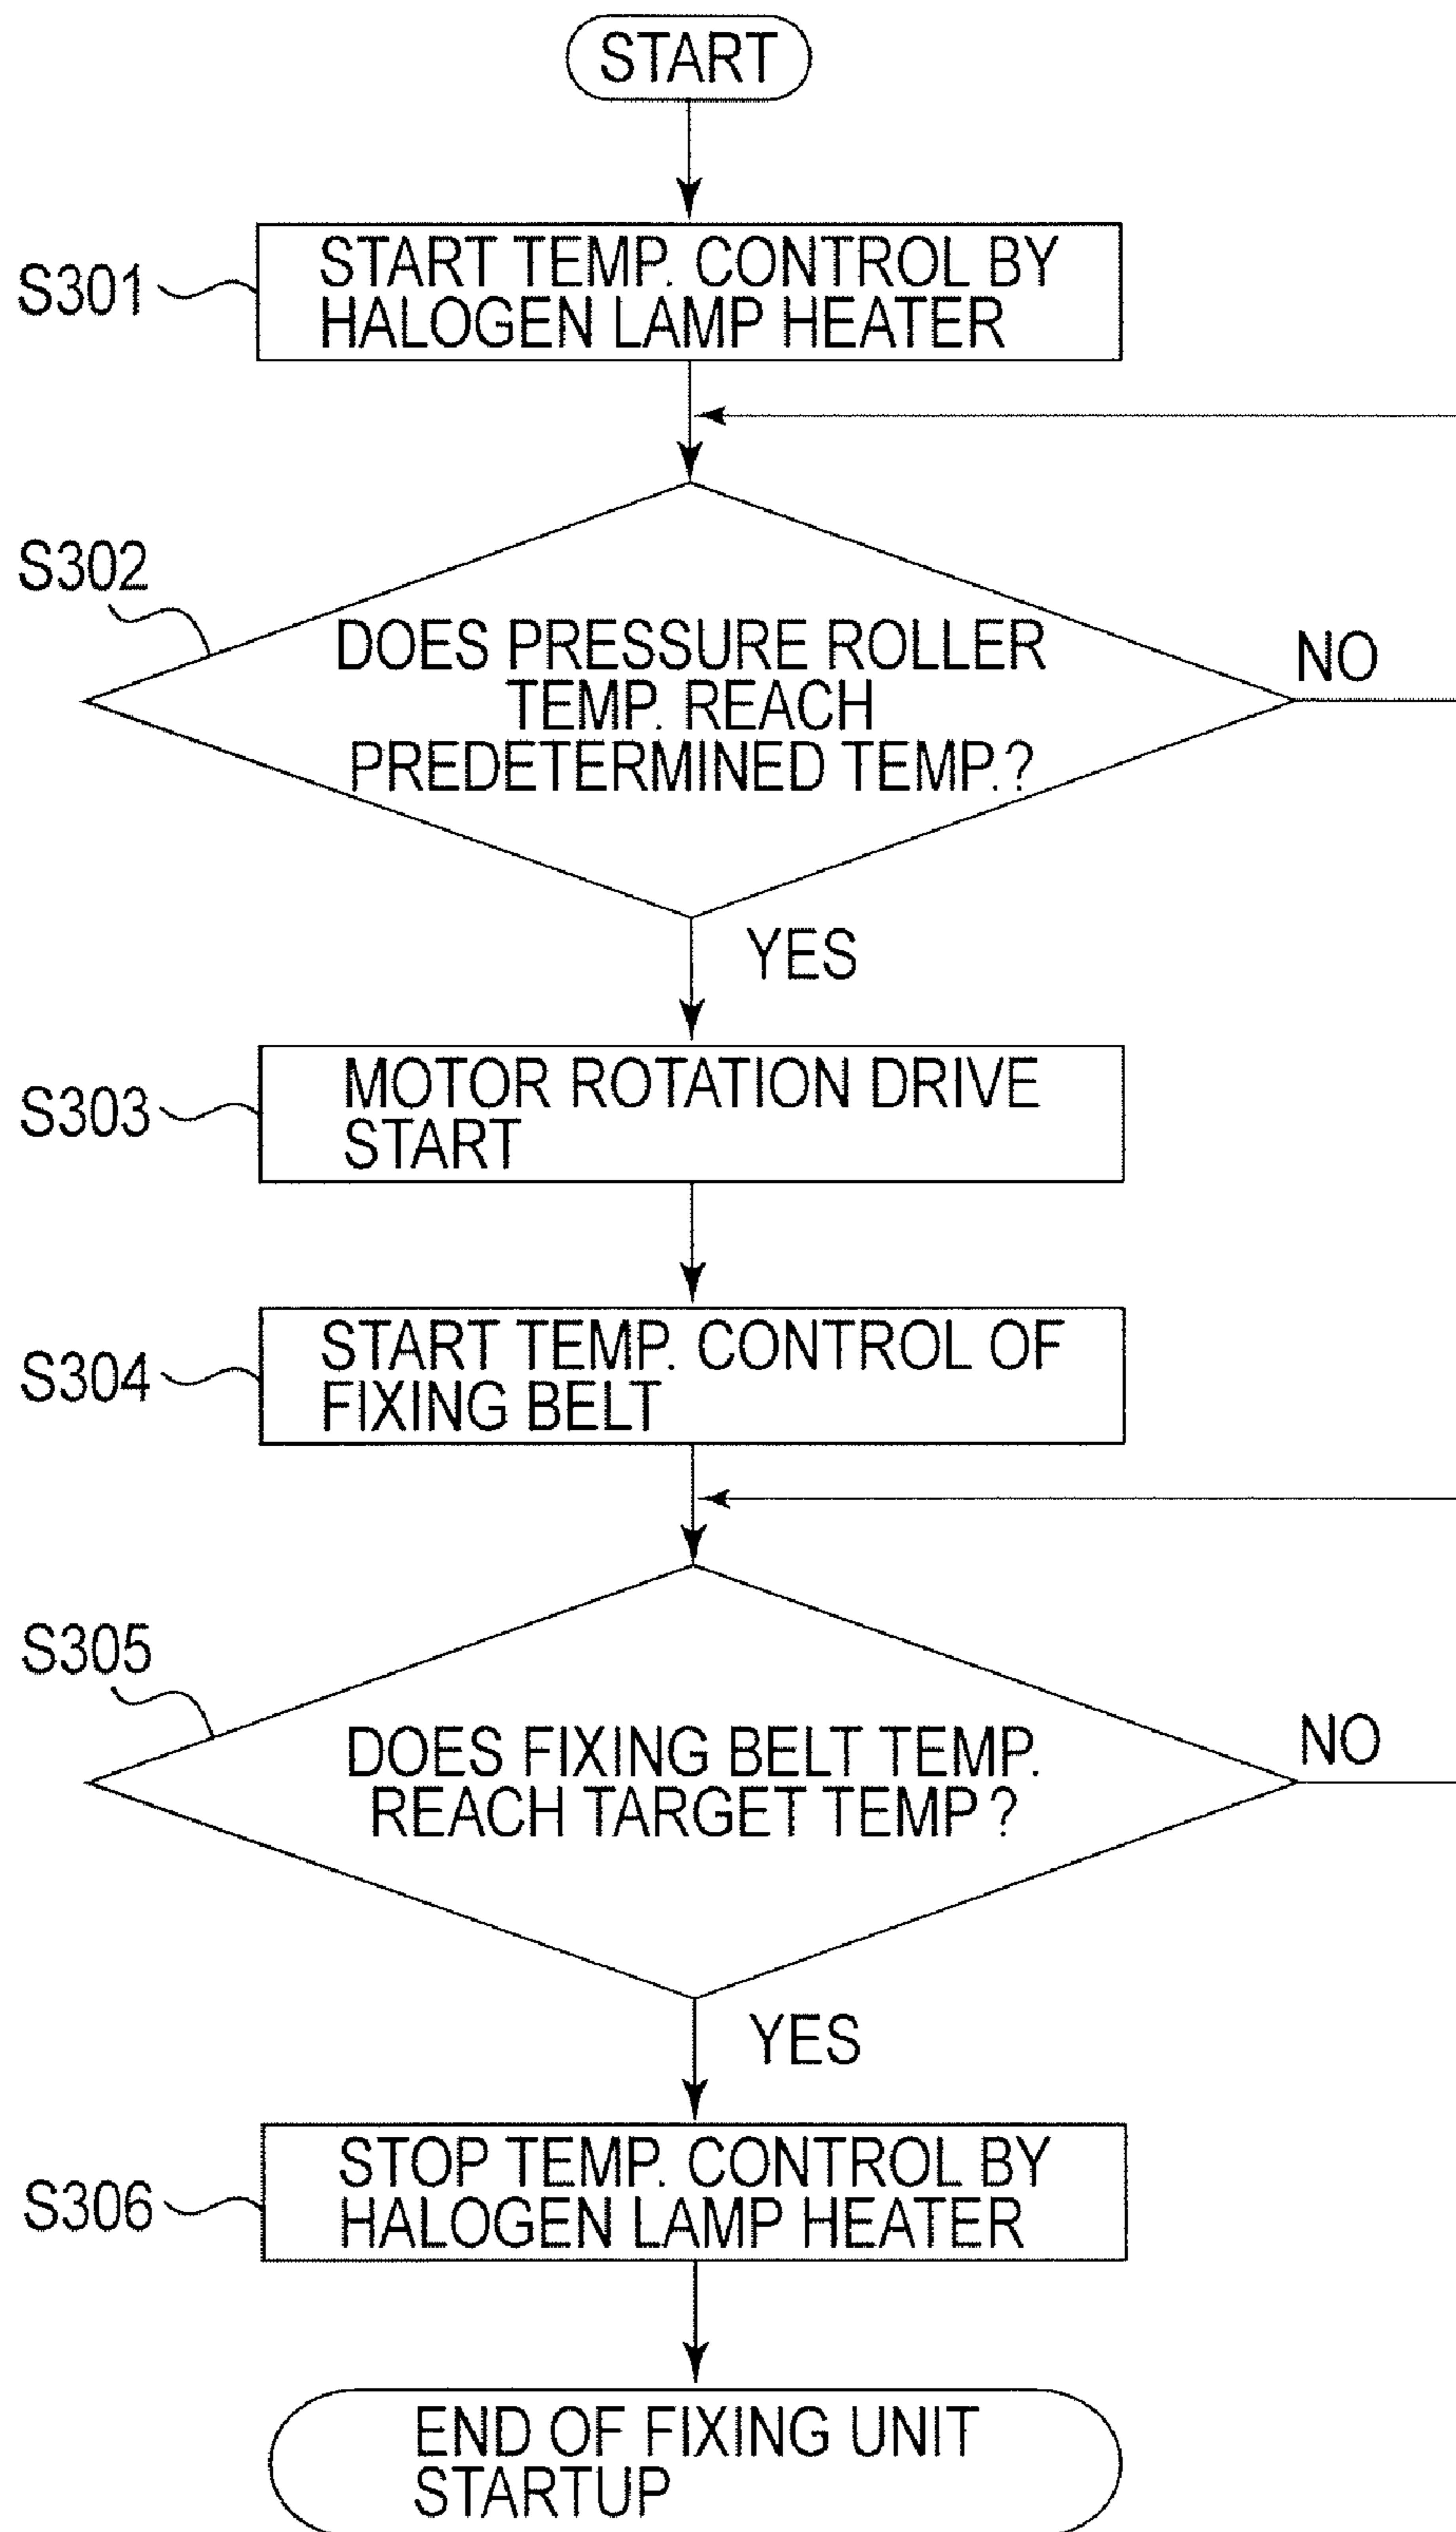 START
S301
START TEMP. CONTROL BY
HALOGEN LAMP HEATER
S302
DOES PRESSURE ROLLER
TEMP. REACH
PREDETERMINED TEMP.?
NO
YES
S303
MOTOR ROTATION DRIVE
START
S304
START TEMP. CONTROL OF
FIXING BELT
S305
DOES FIXING BELT TEMP.
REACH TARGET TEMP?
NO
YES
S306
STOP TEMP. CONTROL BY
HALOGEN LAMP HEATER
END OF FIXING UNIT
STARTUP